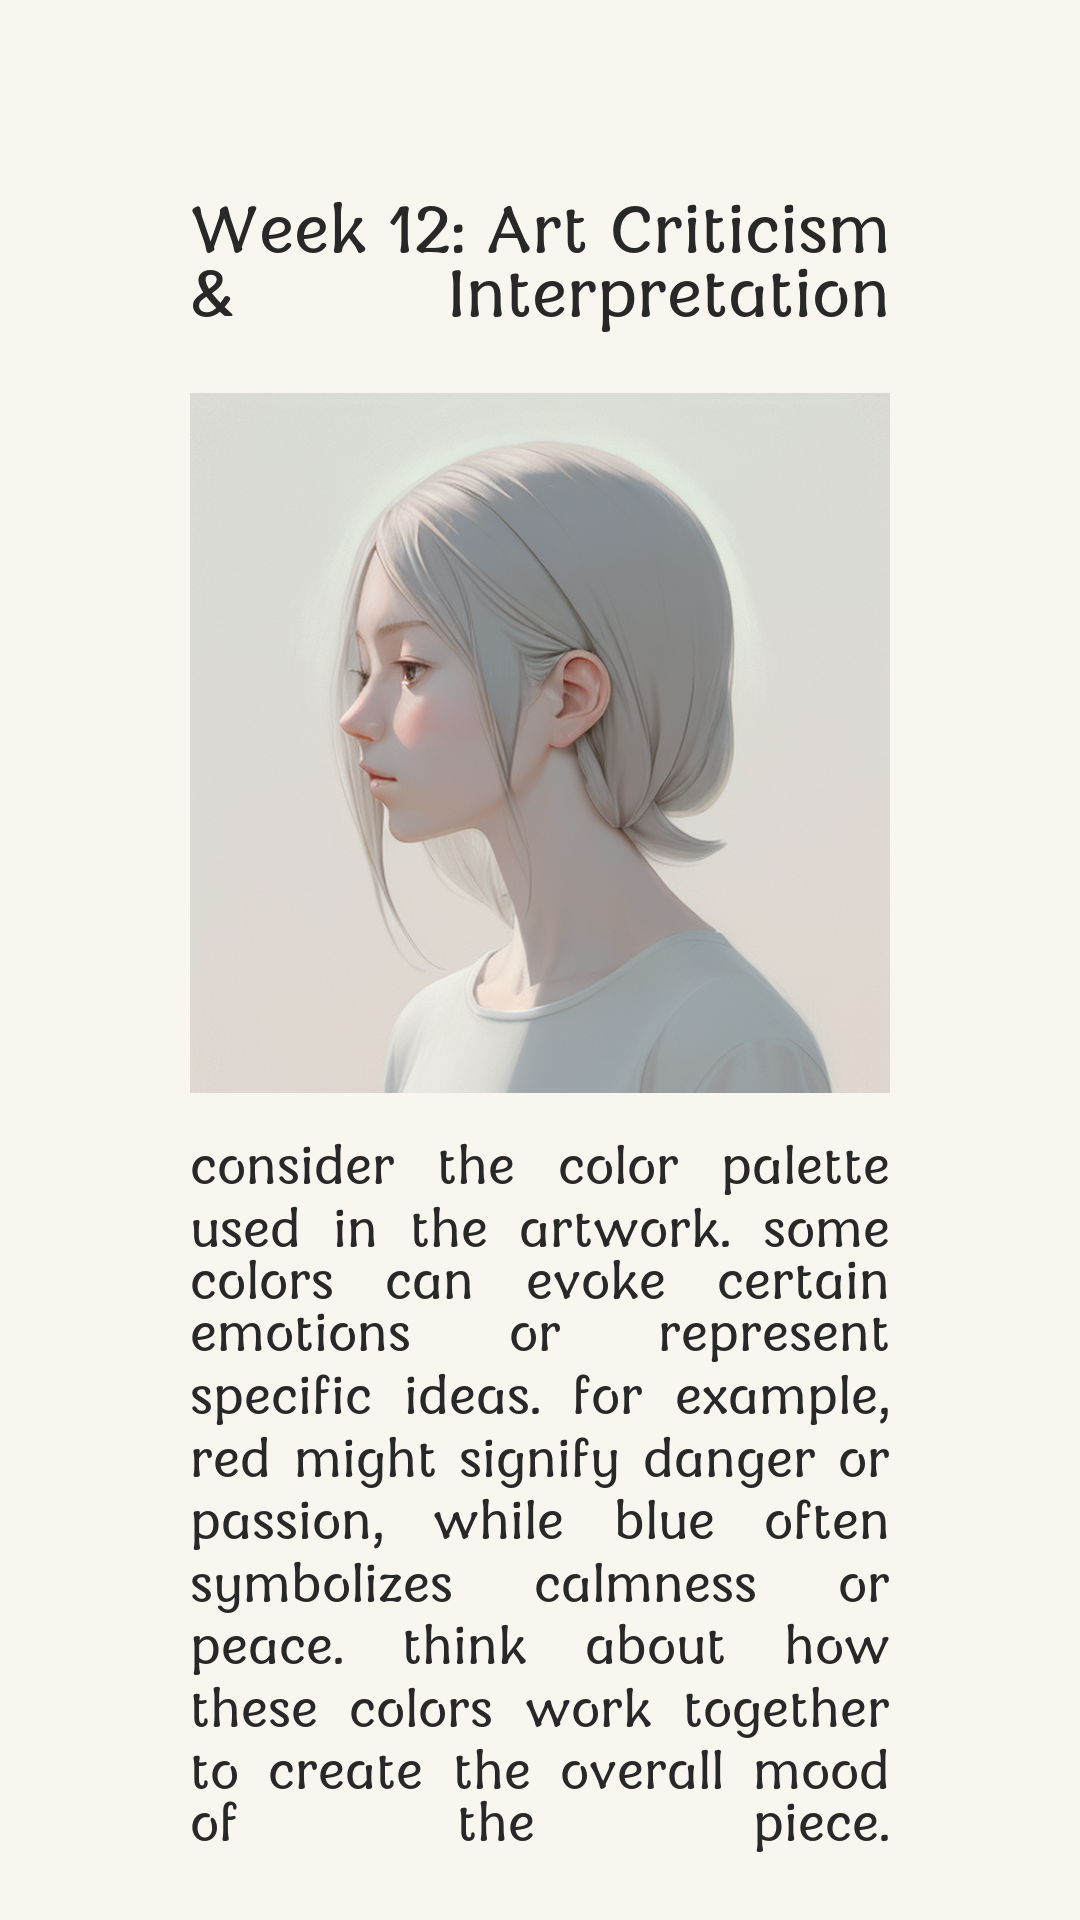 Week 12: Art Criticism
& Interpretation
consider the color palette
used in the artwork. some
colors can evoke certain
emotions or represent
specific ideas. for example,
red might signify danger or
passion, while blue often
symbolizes calmness or
peace. think about how
these colors work together
to create the overall mood
of the piece.